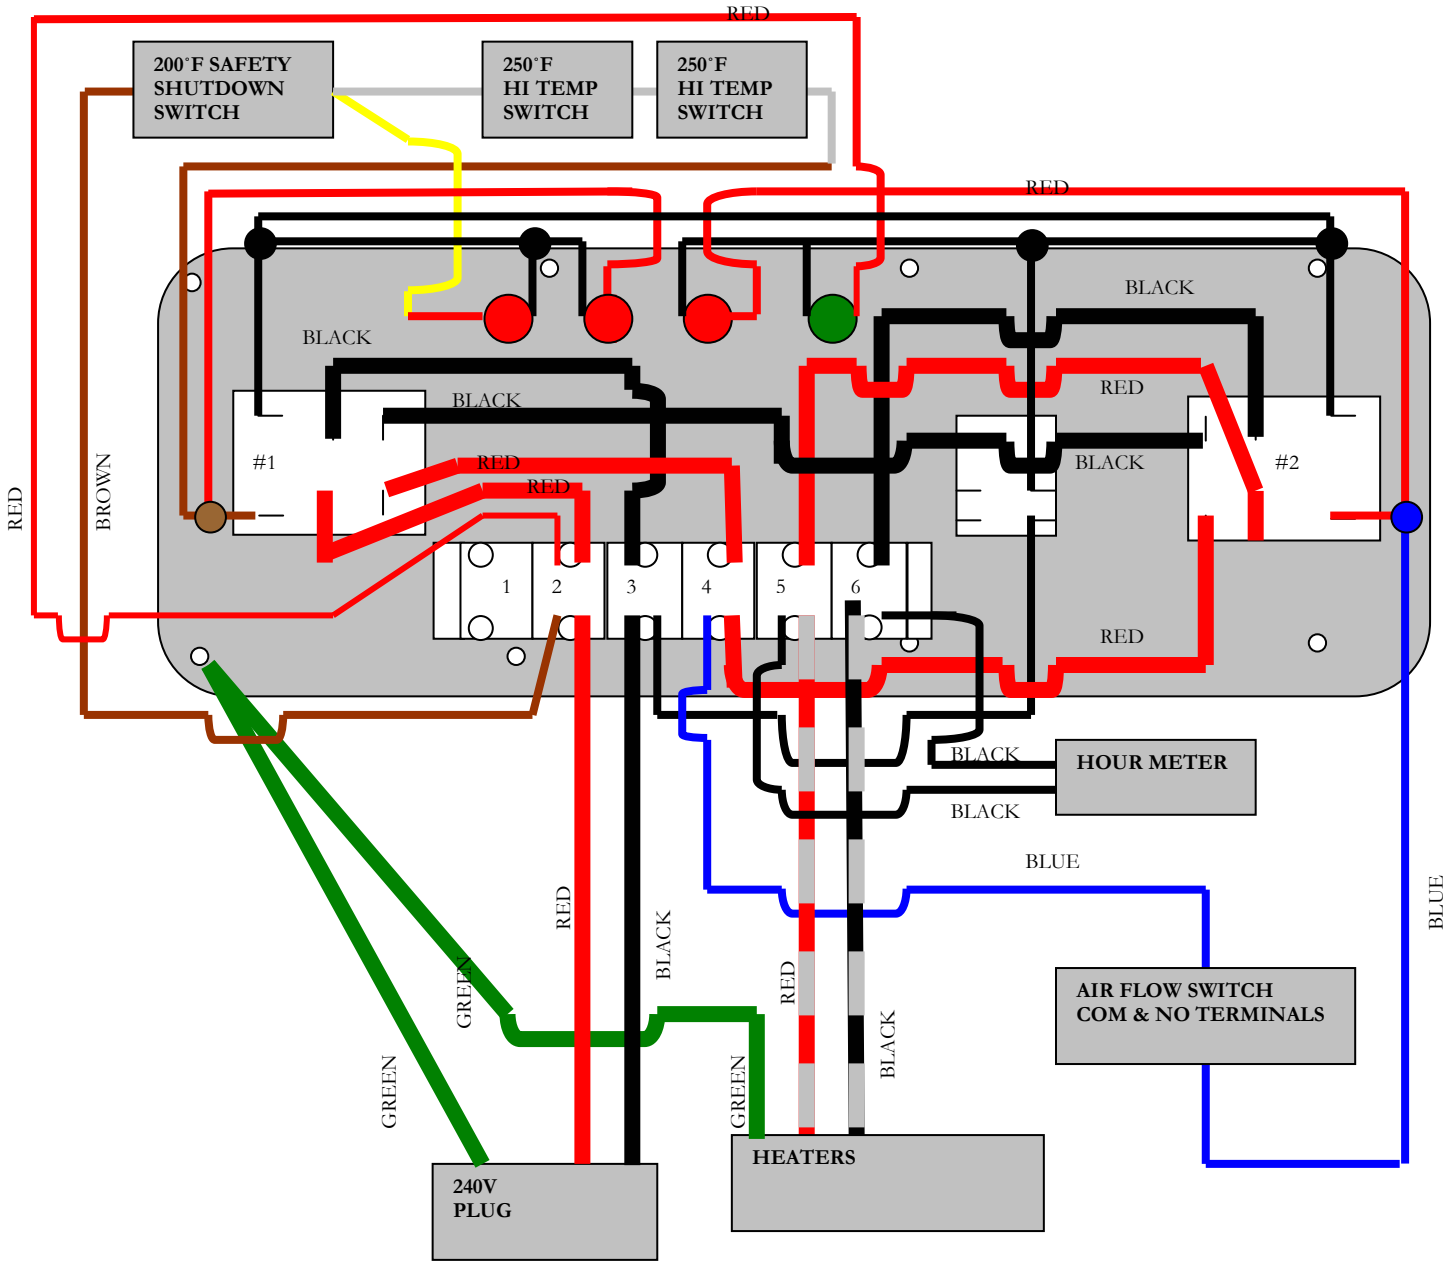 RED
200˚F SAFETY
SHUTDOWN
SWITCH
250˚F
HI TEMP
SWITCH
250˚F
HI TEMP
SWITCH
RED
BLACK
BLACK
RED
BLACK
#1
RED
BLACK
#2
RED
BROWN
RED
1
2
3
4
5
6
RED
BLACK
HOUR METER
BLACK
BLUE
RED
BLACK
BLUE
GREEN
RED
AIR FLOW SWITCH
COM & NO TERMINALS
BLACK
GREEN
GREEN
HEATERS
240V
PLUG